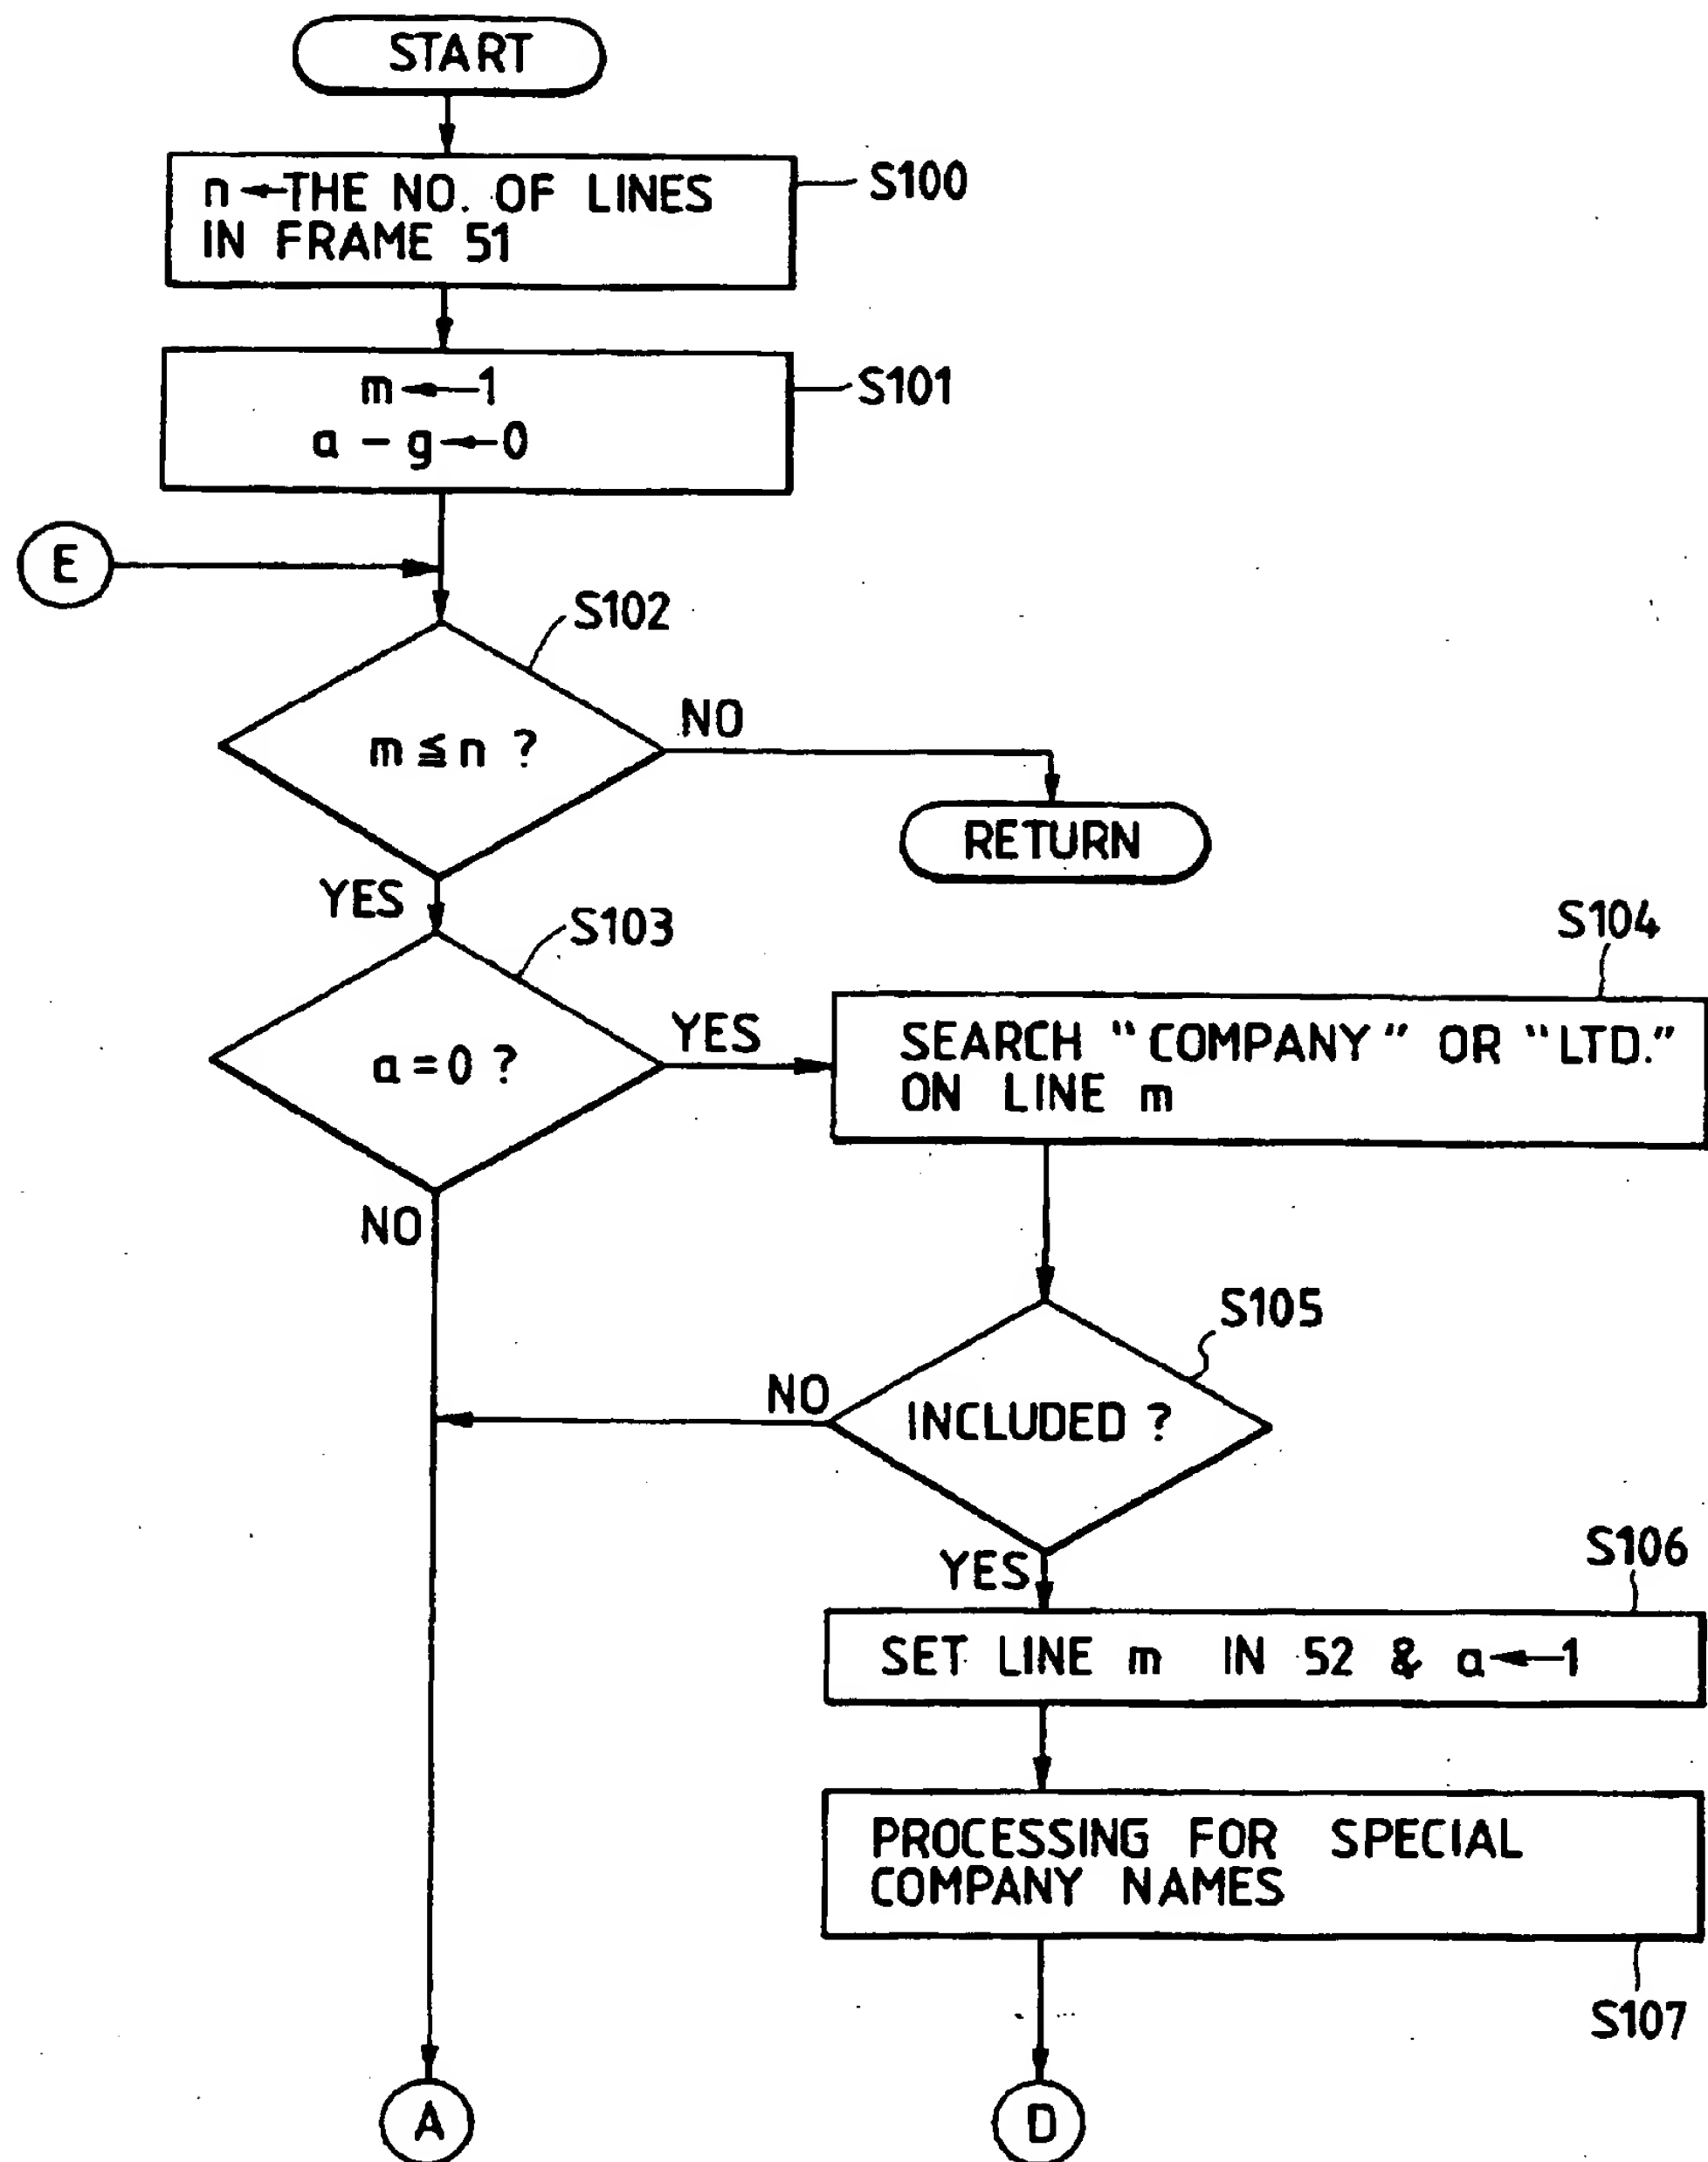 START
n←THE NO. OF LINES
IN FRAME 51
S100
m←1
a - g←0
S101
E
S102
m≦n ?
NO
RETURN
YES
S103
a=0 ?
YES
S104
SEARCH "COMPANY" OR "LTD."
ON LINE m
NO
S105
NO
INCLUDED ?
YES
S106
SET LINE m IN 52 & a←1
PROCESSING FOR SPECIAL
COMPANY NAMES
S107
A
D